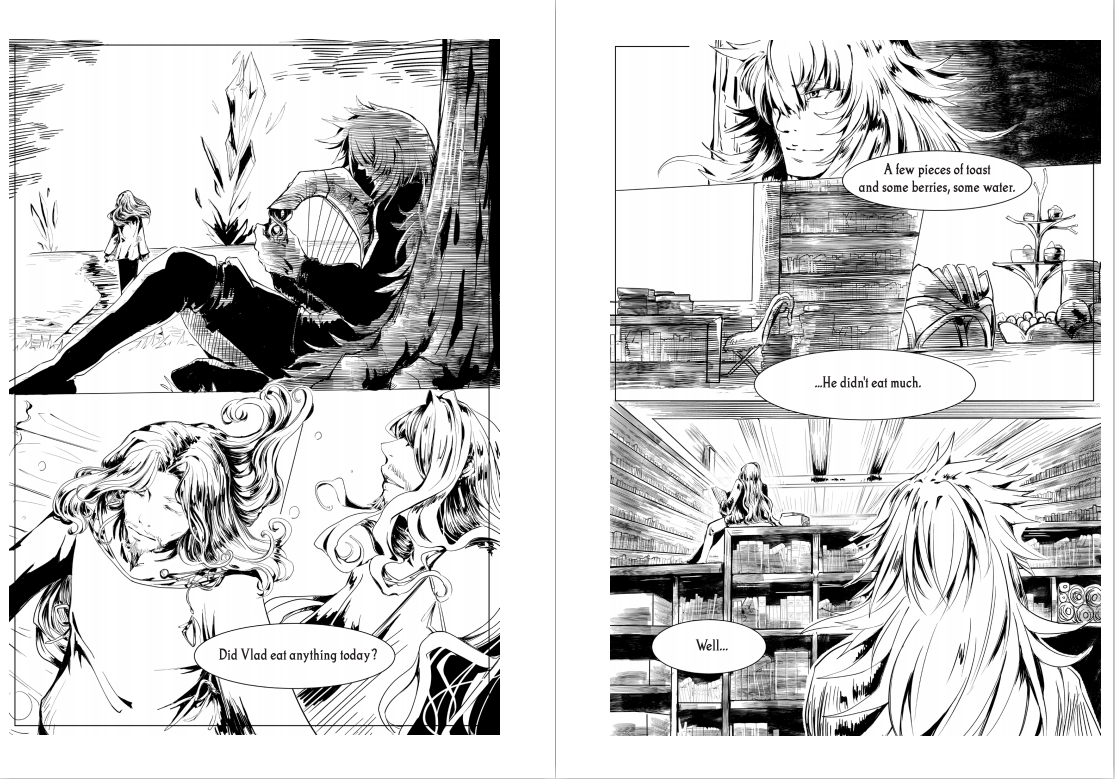 Did Vlad eat anything today?
A few pieces of toast
and some berries, some water.
...He didn't eat much.
Well...